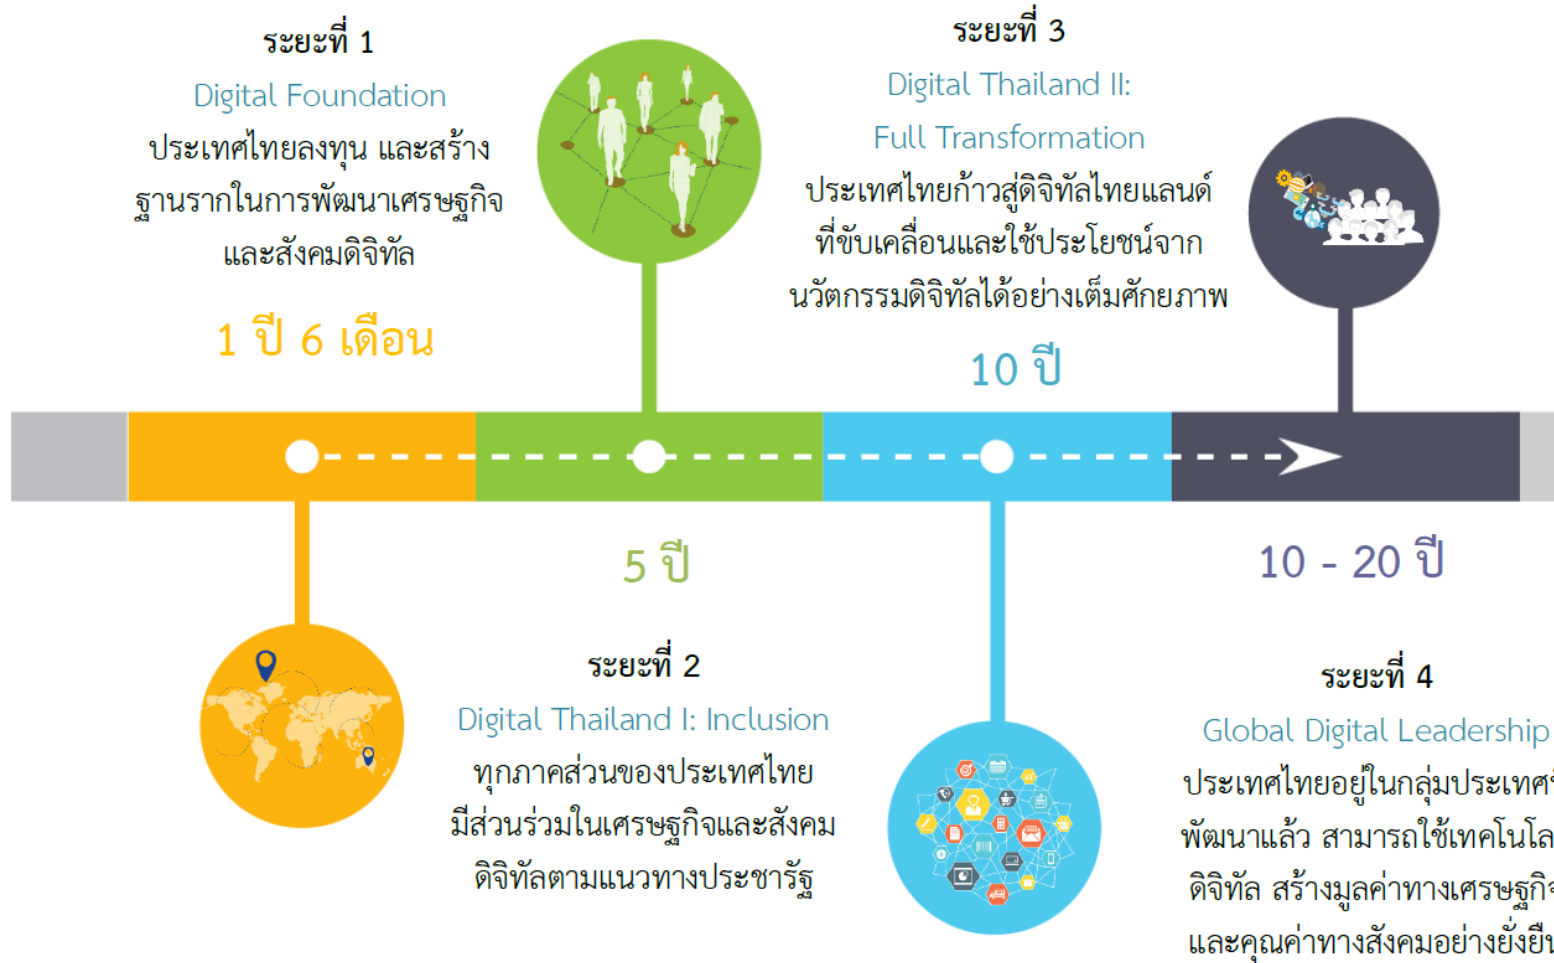 ระยะที่ 1
Digital Foundation
ประเทศไทยลงทุน และสร้าง
ฐานรากในการพัฒนาเศรษฐกิจ
และสังคมดิจิทัล
1 ปี 6 เดือน
5 ปี
ระยะที่ 2
Digital Thailand I: Inclusion
ทุกภาคส่วนของประเทศไทย
มีส่วนร่วมในเศรษฐกิจและสังคม
ดิจิทัลตามแนวทางประชารัฐ
ระยะที่ 3
Digital Thailand II:
Full Transformation
ประเทศไทยก้าวสู่ดิจิทัลไทยแลนด์
ที่ขับเคลื่อนและใช้ประโยชน์จาก
นวัตกรรมดิจิทัลได้อย่างเต็มศักยภาพ
10 ปี
10 - 20 ปี
ระยะที่ 4
Global Digital Leadership
ประเทศไทยอยู่ในกลุ่มประเทศ
พัฒนาแล้ว สามารถใช้
ดิจิทัล สร้างมูลค่าทาง
และคุณค่าทางสังคมอย่างยั่งยืน